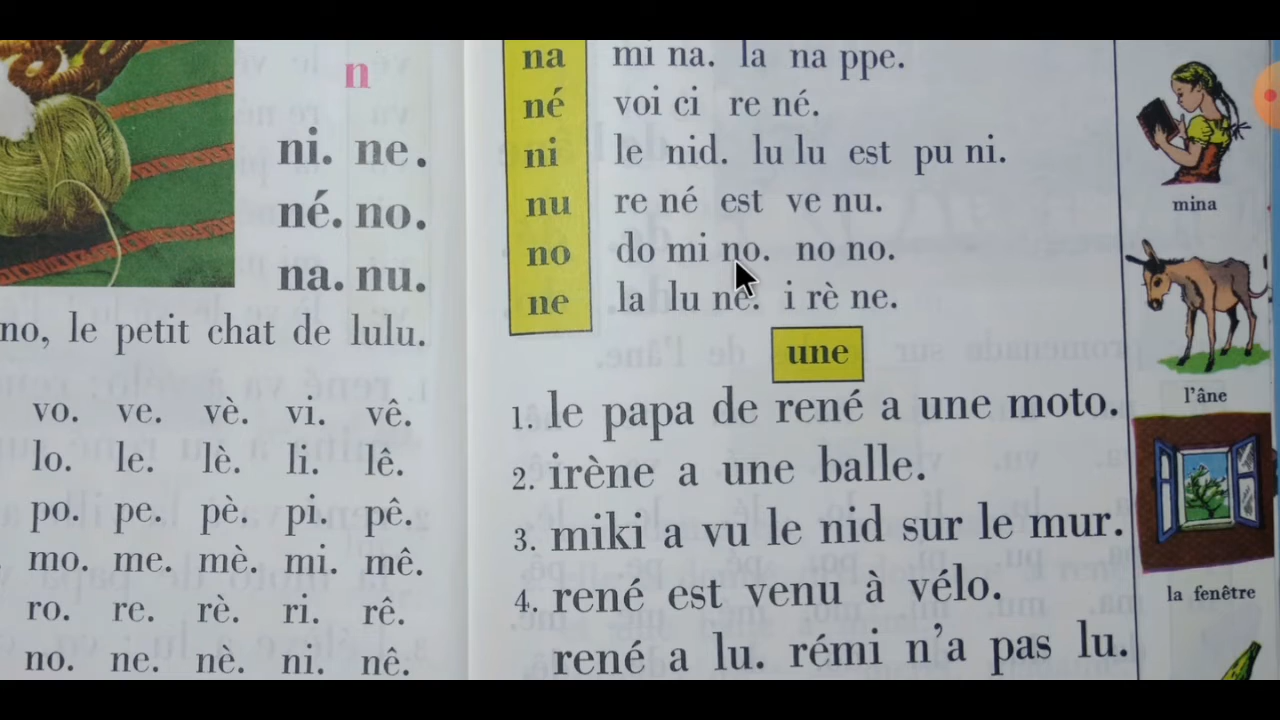 n
ni. ne.
né. no.
na. nu.
no, le petit chat de lulu.
vo. ve. vè. vi. vê.
lo. le. lè. li. lê.
po. pe. pè. pi pê.
mo. me. mè. mi. mê.
ro. re. rè. ri. rê.
no. ne. nè. ni. nê.
na mi na. la na ppe.
né voi ci re né.
ni le nid. lu lu est pu ni.
nu re né est ve nu.
no do mi no. no no.
ne la lu ne. i rè ne.
une
1. le papa de rené a une moto.
2. irène a une balle.
3. miki a vu le nid sur le mur.
4. rené est venu à vélo.
rené a lu. rémi n'a pas lu.
mina
l'âne
la fenêtre